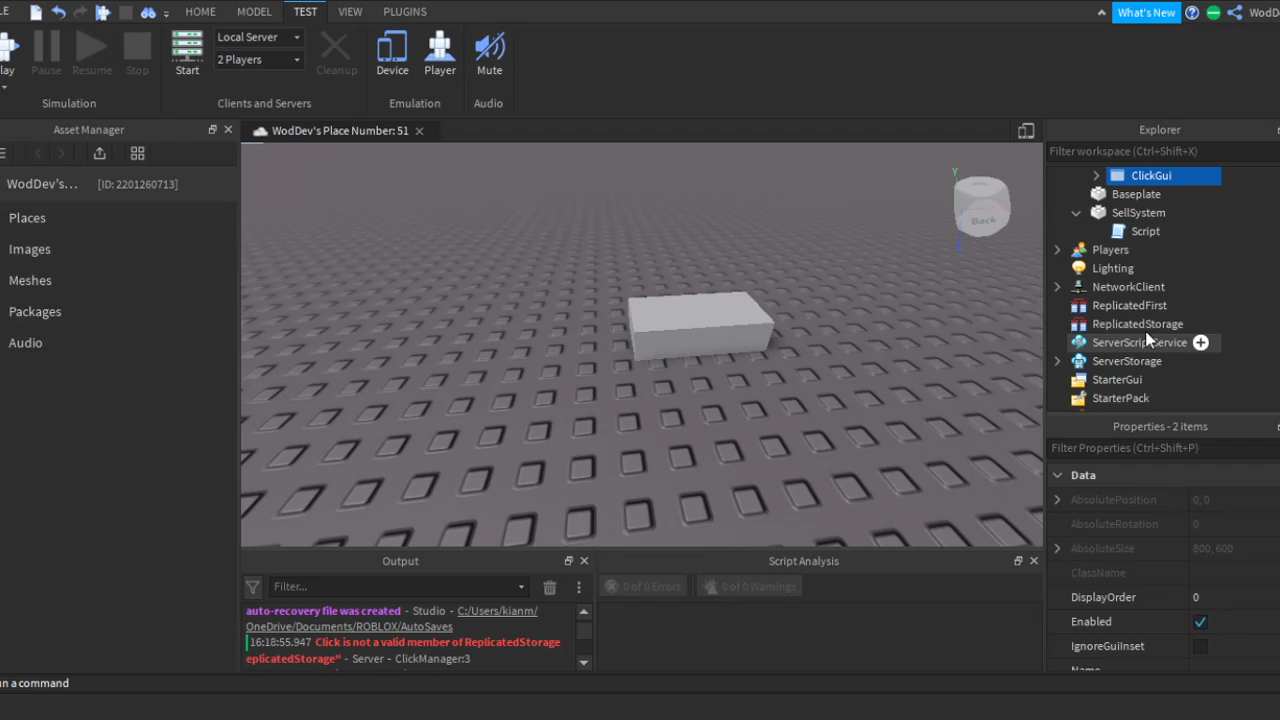 LE HOME MODEL TEST VIEW PLUGINS What's New WodD
Local Server
2 Players
lay Pause Resume Stop Start Cleanup Device Player Mute
Simulation Clients and Servers Emulation Audio
Asset Manager
WodDev's Place Number: 51
Explorer
Filter workspace (Ctrl+Shift+X)
WodDev's... [ID: 2201260713]
Places
Images
Meshes
Packages
Audio
Y
Back
ClickGui
Baseplate
SellSystem
Script
Players
Lighting
NetworkClient
ReplicatedFirst
ReplicatedStorage
ServerScriptService
ServerStorage
StarterGui
StarterPack
Properties - 2 items
Filter Properties (Ctrl+Shift+P)
Data
AbsolutePosition 0, 0
AbsoluteRotation 0
AbsoluteSize 800, 600
ClassName
DisplayOrder 0
Enabled
IgnoreGuiInset
Output
Filter...
auto-recovery file was created - Studio - C:/Users/kianm/
OneDrive/Documents/ROBLOX/AutoSaves
16:18:55.947 Click is not a valid member of ReplicatedStorage
eplicatedStorage" - Server - ClickManager:3
Script Analysis
0 of 0 Errors 0 of 0 Warnings
n a command